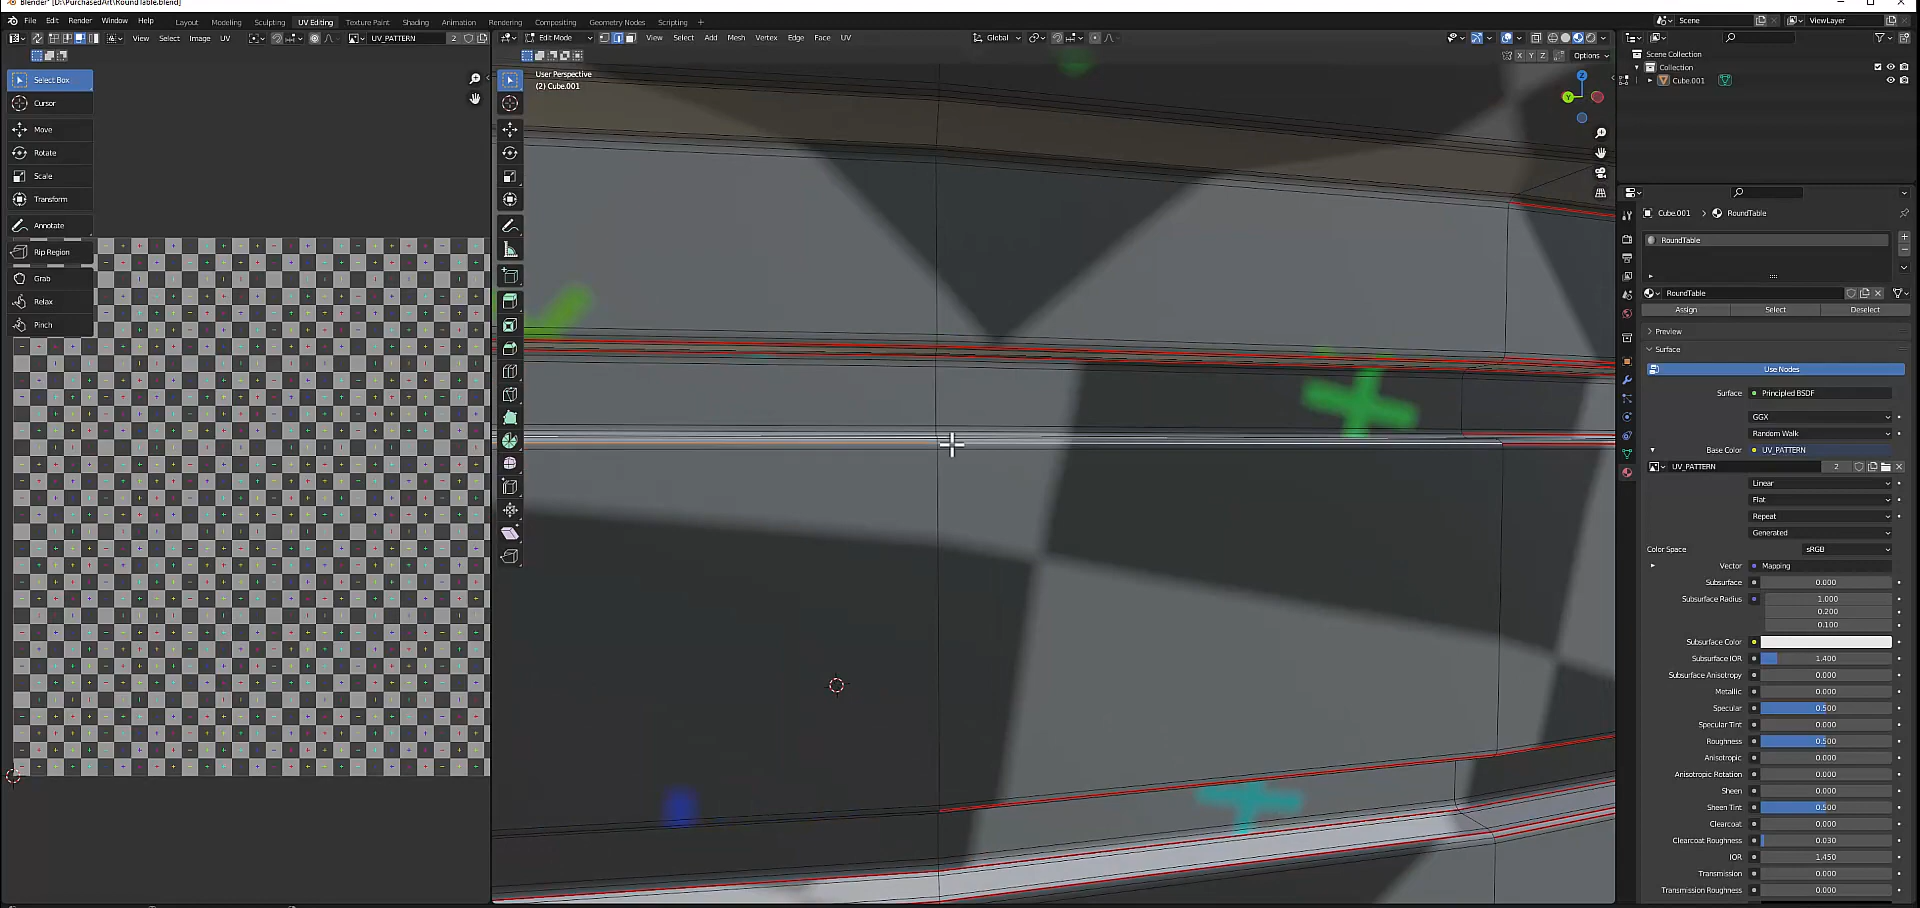 Blender* [D:\PurchasedArt\RoundTable.blend]
File Edit Render Window Help Layout Modeling Sculpting UV Editing Texture Paint Shading Animation Rendering Compositing Geometry Nodes Scripting +
Scene
ViewLayer
View Select Image UV
UV_PATTERN
2
Edit Mode
View Select Add Mesh Vertex Edge Face UV
Global
X Y Z
Options
Select Box
Cursor
Move
Rotate
Scale
Transform
Annotate
Rip Region
Grab
Relax
Pinch
User Perspective
(2) Cube.001
Z
Y
Scene Collection
Collection
Cube.001
Cube.001 > RoundTable
RoundTable
RoundTable
Assign Select Deselect
Preview
Surface
Use Nodes
Surface Principled BSDF
GGX
Random Walk
Base Color UV_PATTERN
UV_PATTERN 2
Linear
Flat
Repeat
Generated
Color Space sRGB
Vector Mapping
Subsurface 0.000
Subsurface Radius 1.000
0.200
0.100
Subsurface Color
Subsurface IOR 1.400
Subsurface Anisotropy 0.000
Metallic 0.000
Specular 0.500
Specular Tint 0.000
Roughness 0.500
Anisotropic 0.000
Anisotropic Rotation 0.000
Sheen 0.000
Sheen Tint 0.500
Clearcoat 0.000
Clearcoat Roughness 0.030
IOR 1.450
Transmission 0.000
Transmission Roughness 0.000